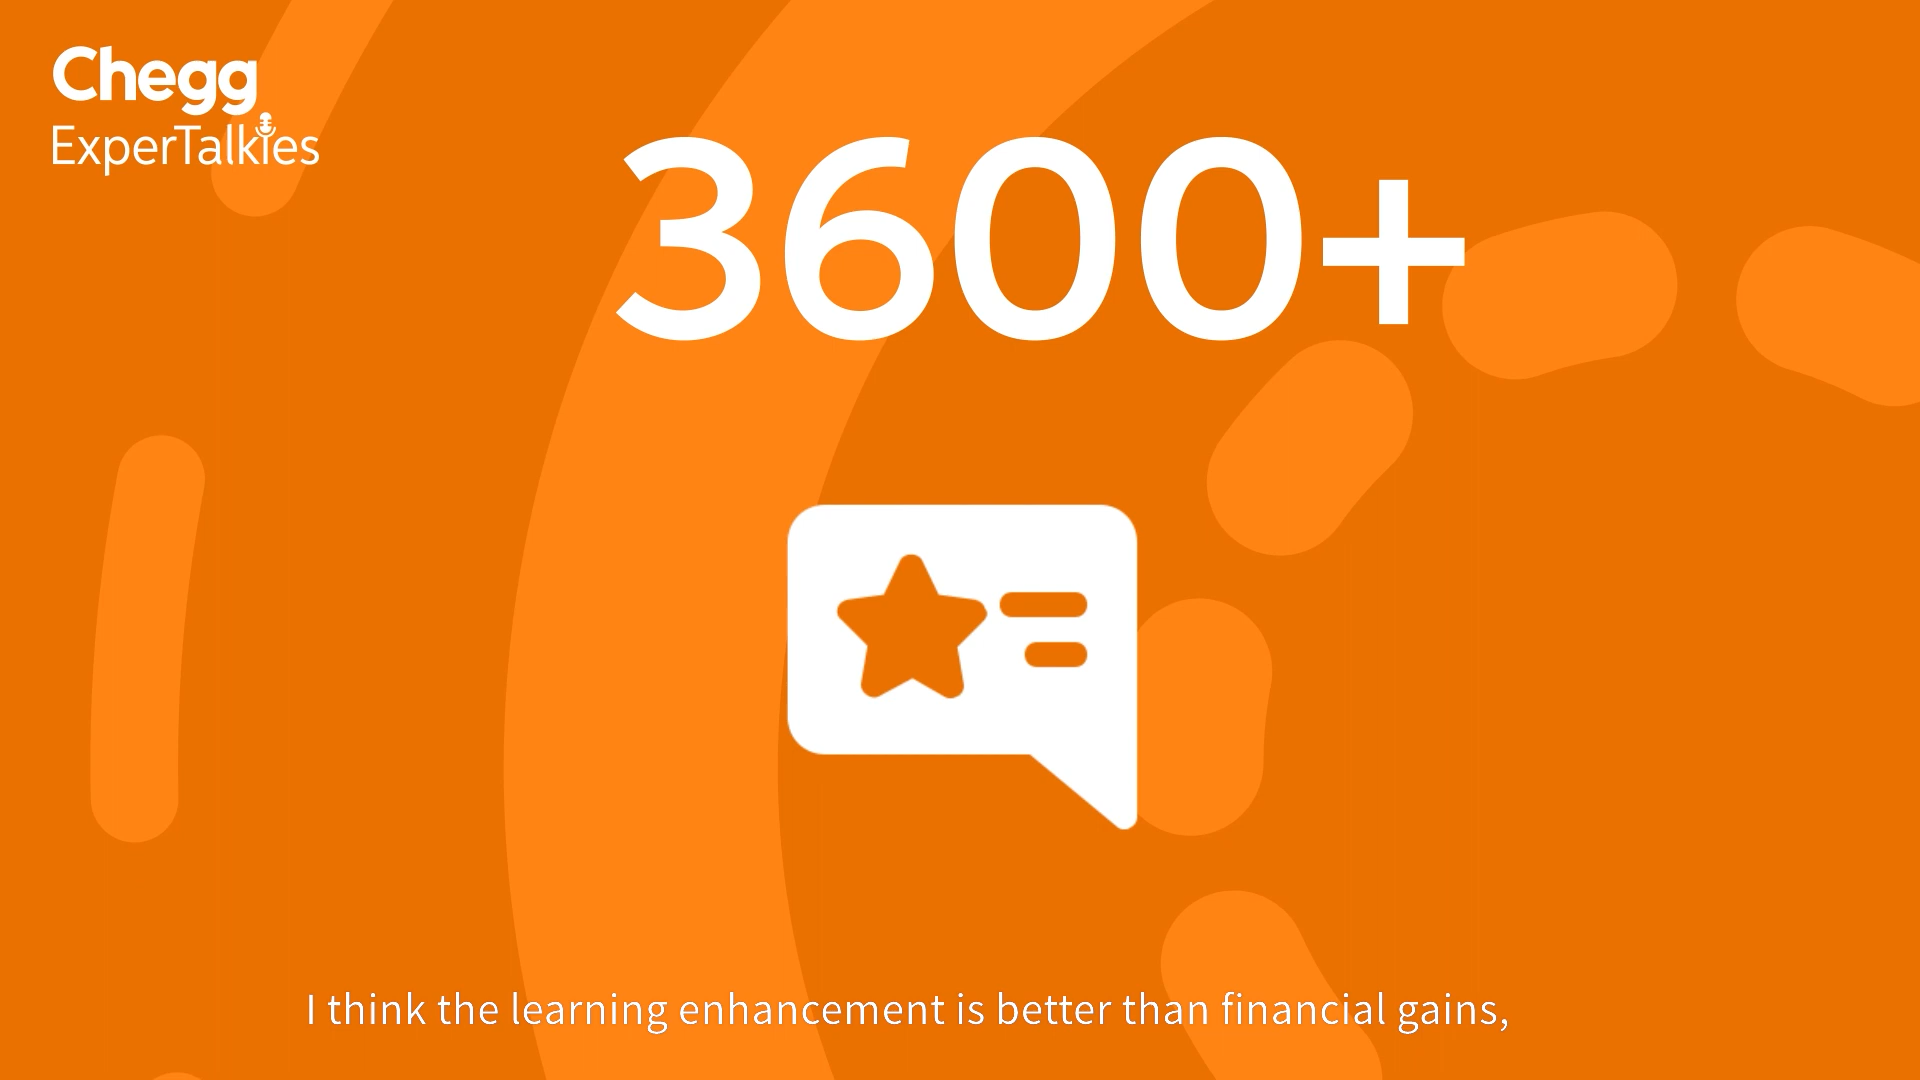 Chegg
ExperTalkies
3600+
I think the learning enhancement is better than financial gains,